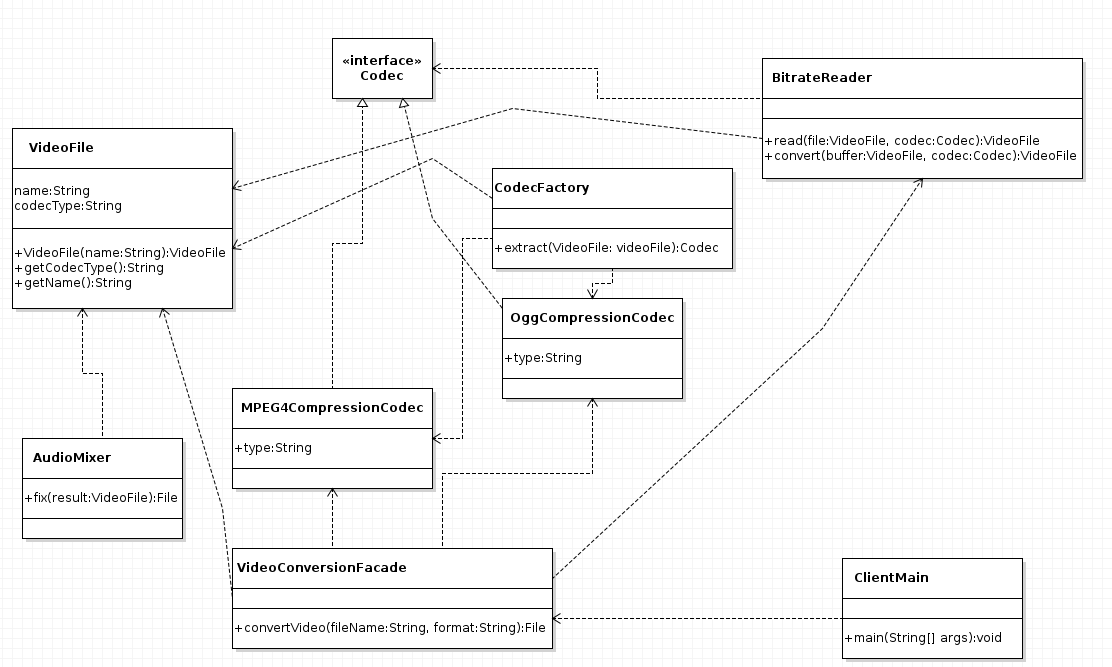 «interface»
Codec
BitrateReader
+read(file:VideoFile, codec:Codec):VideoFile
+convert(buffer:VideoFile, codec:Codec):VideoFile
VideoFile
name:String
codecType:String
+VideoFile(name:String):VideoFile
+getCodecType():String
+getName():String
CodecFactory
+extract(VideoFile: videoFile):Codec
OggCompressionCodec
+type:String
MPEG4CompressionCodec
+type:String
AudioMixer
+fix(result:VideoFile):File
VideoConversionFacade
+convertVideo(fileName:String, format:String):File
ClientMain
+main(String[] args):void